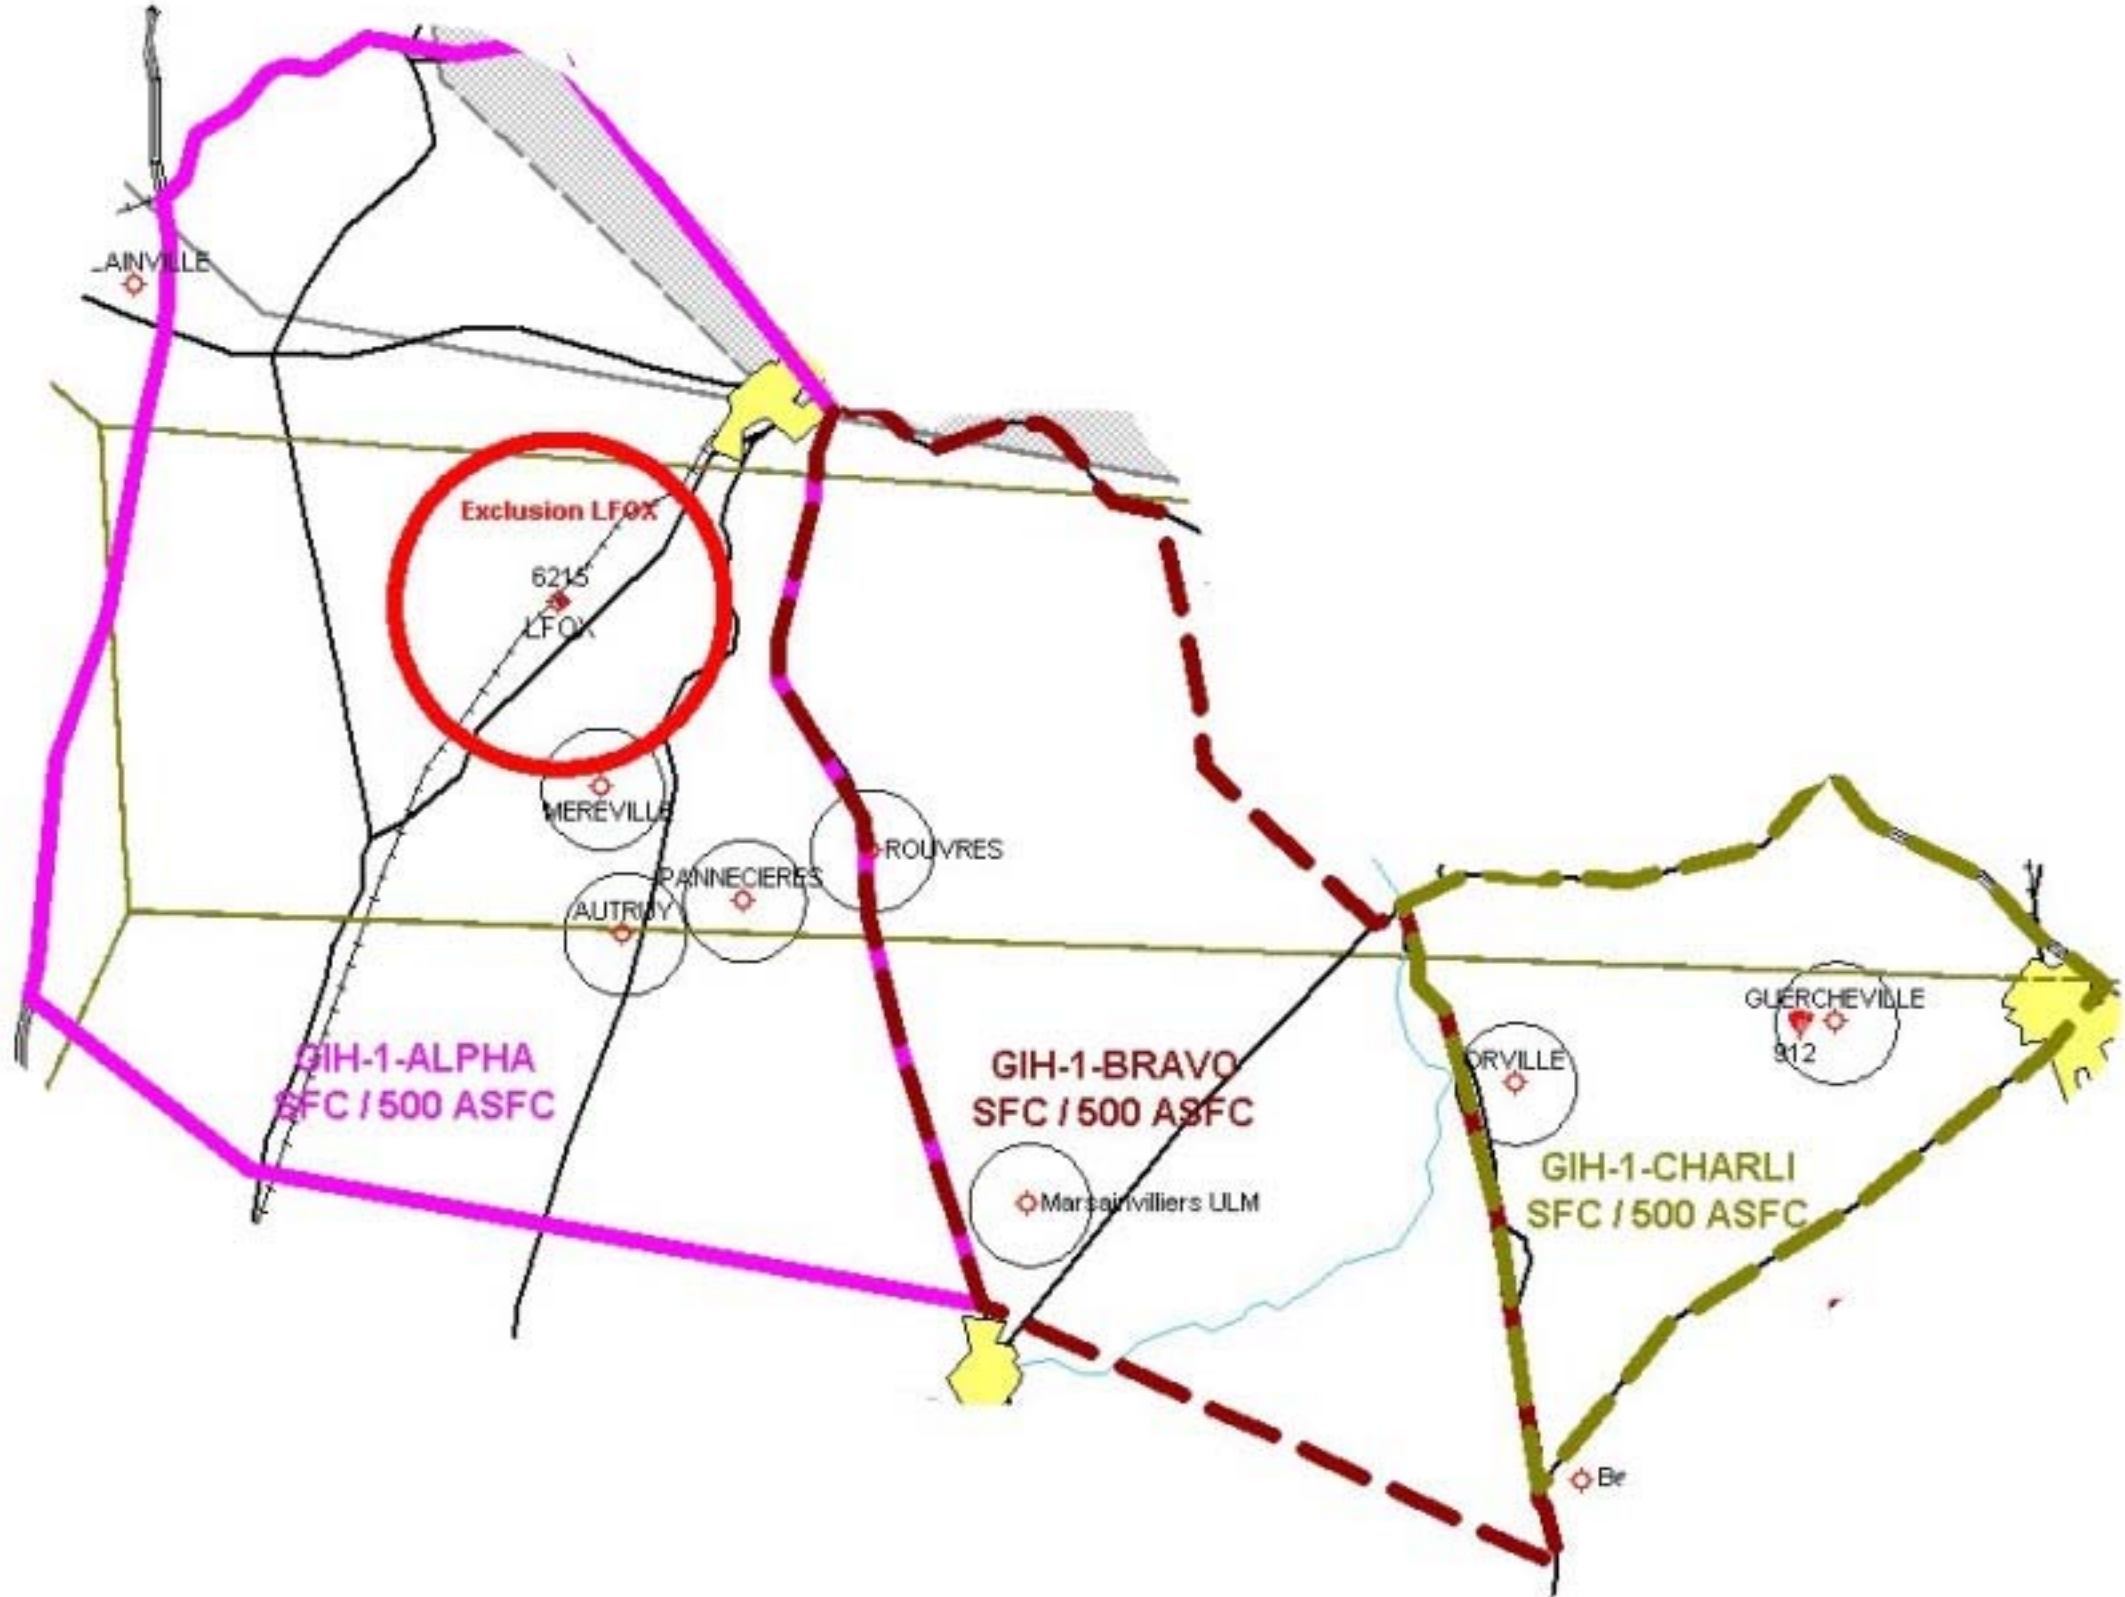 _AINVILLE
Exclusion LFOX
6215
LFOX
MEREVILLE
ROUVRES
PANNECIERES
AUTRUY
GUERCHEVILLE
912
GIH-1-ALPHA
SFC / 500 ASFC
GIH-1-BRAVO
SFC / 500 ASFC
ORVILLE
GIH-1-CHARLI
SFC / 500 ASFC
Marsainvilliers ULM
Be